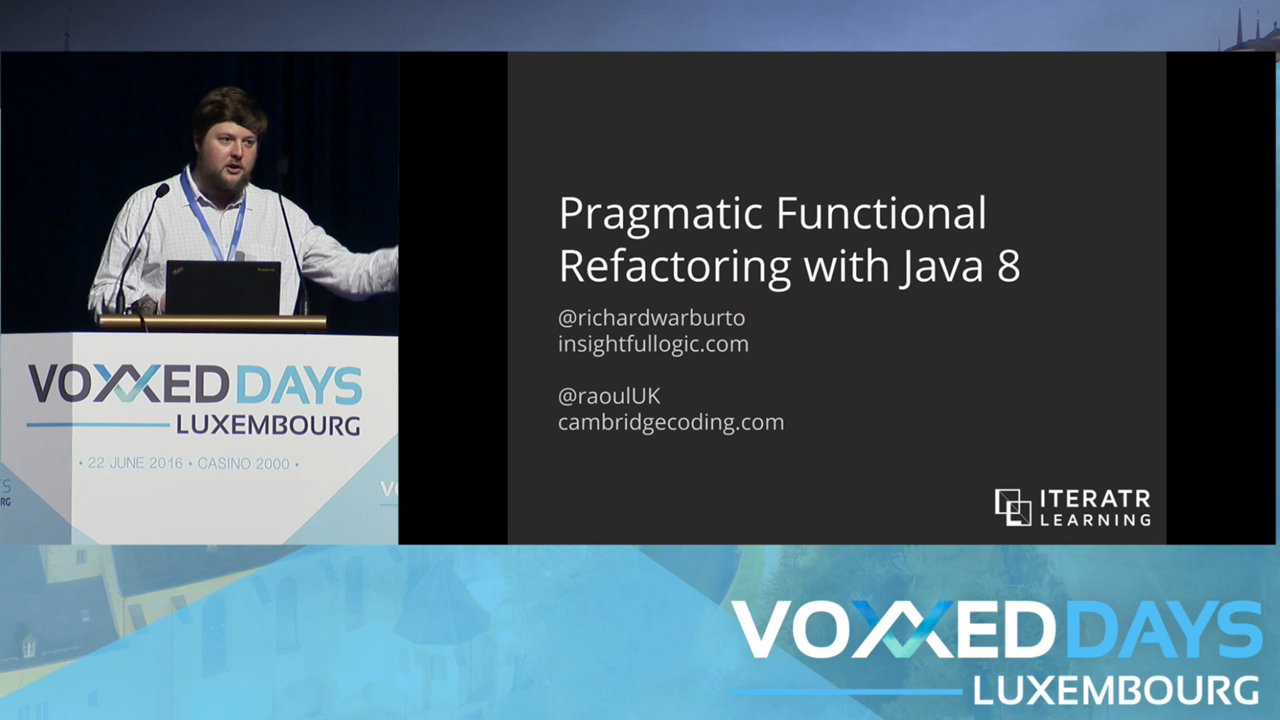 Pragmatic Functional
Refactoring with Java 8
@richardwarburto
insightfullogic.com
@raoulUK
cambridgecoding.com
ITERATR
LEARNING
VOXXED DAYS
LUXEMBOURG
• 22 JUNE 2016 • CASINO 2000 •
VOXXED DAYS
LUXEMBOURG